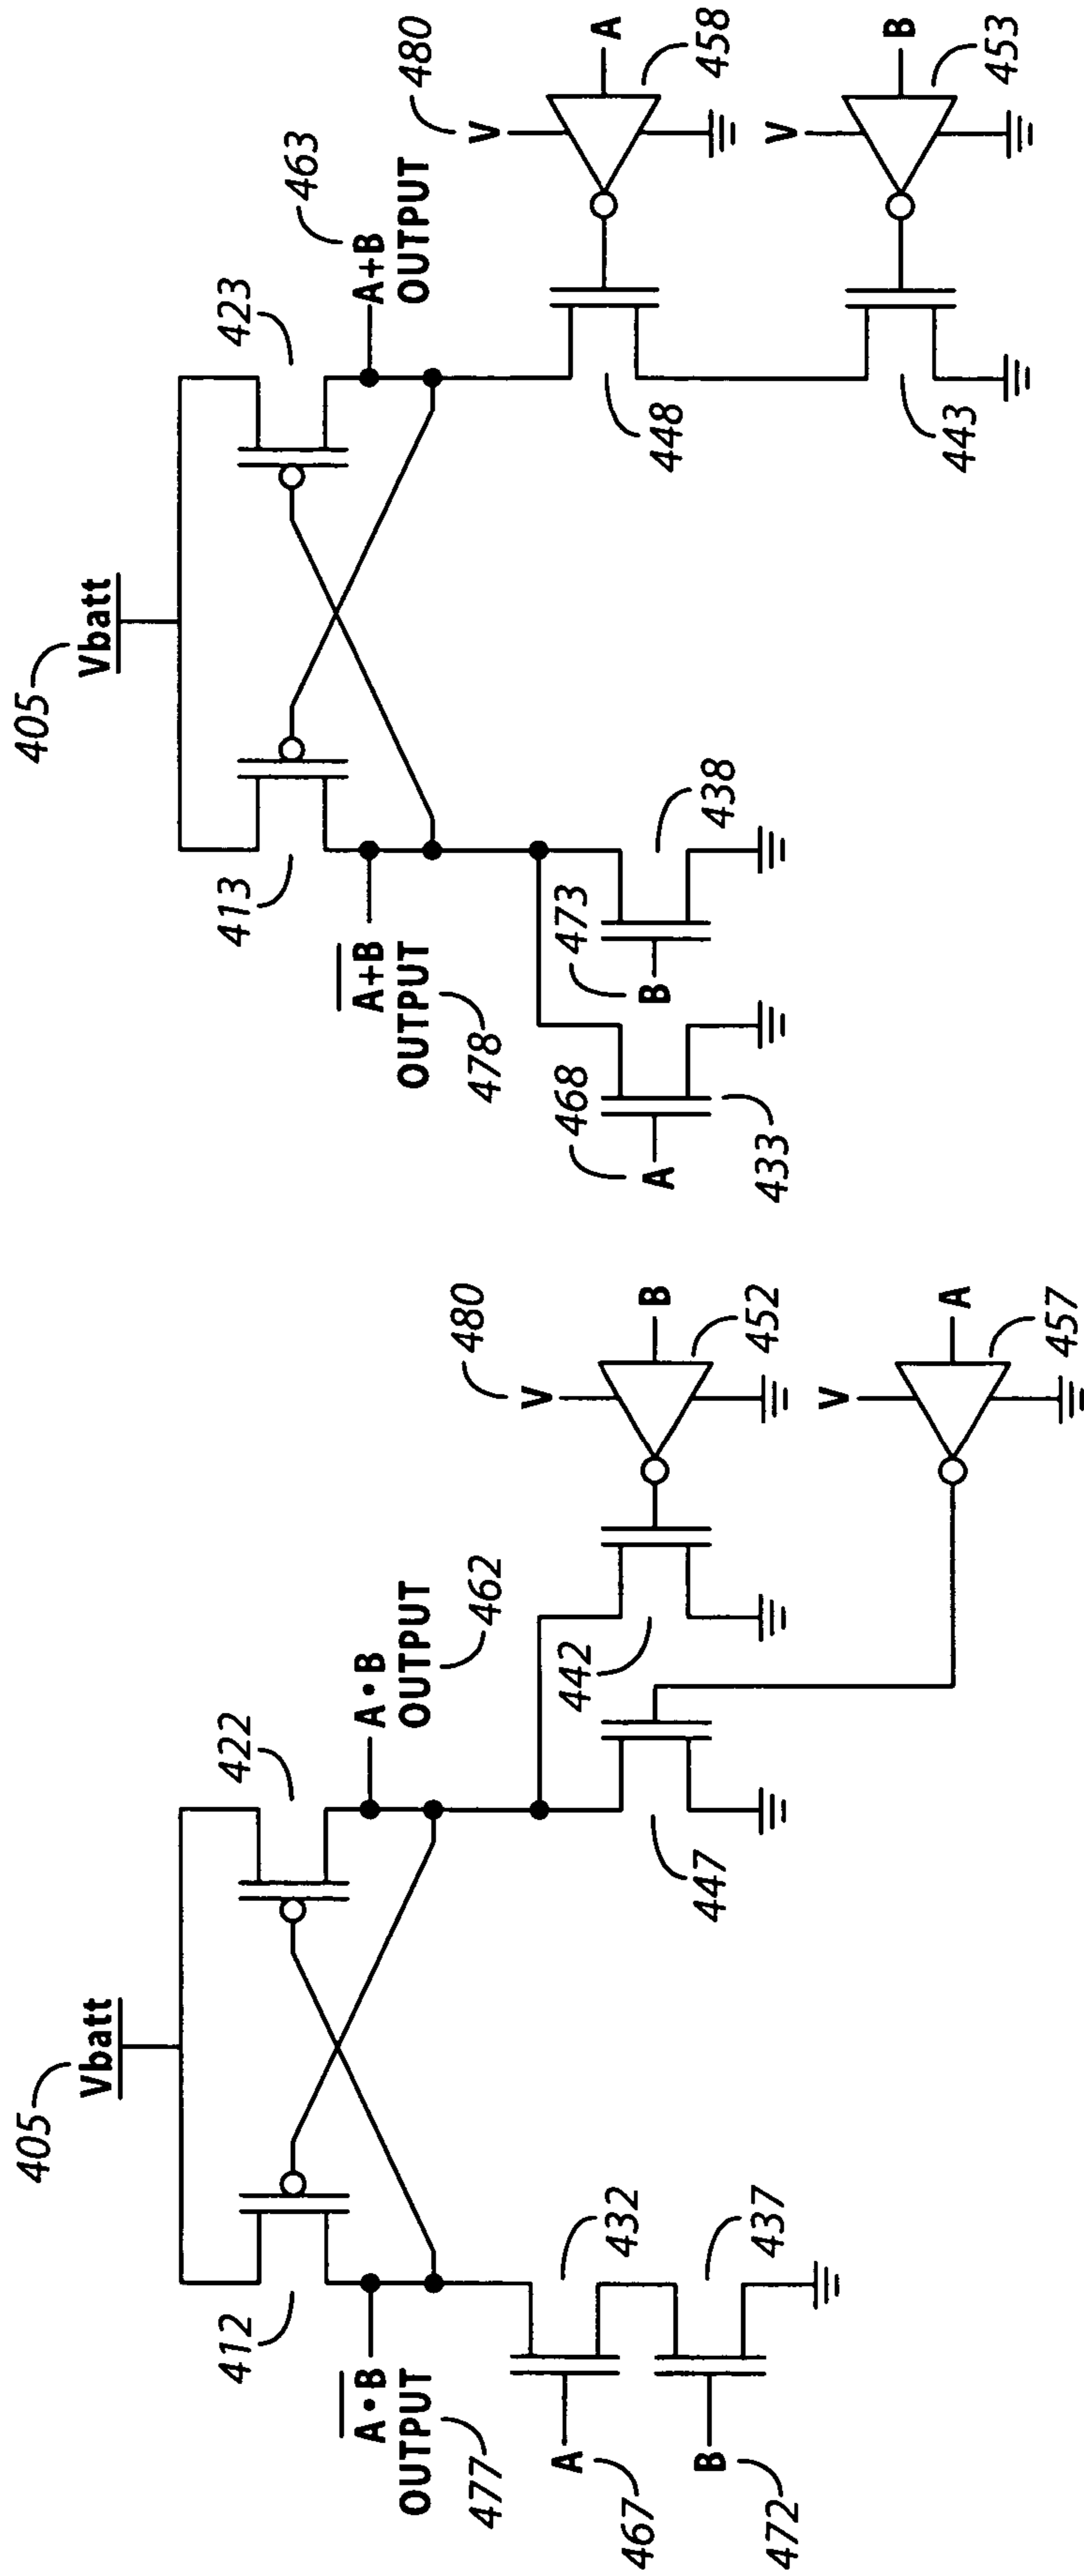 405
Vbatt
412
422
A•B
OUTPUT
477
A•B
OUTPUT
462
432
A
467
437
B
472
447
442
480
V
B
452
V
A
457
405
Vbatt
413
423
A+B
OUTPUT
478
A+B
OUTPUT
463
468
A
433
473
B
438
448
443
480
V
A
458
V
B
453